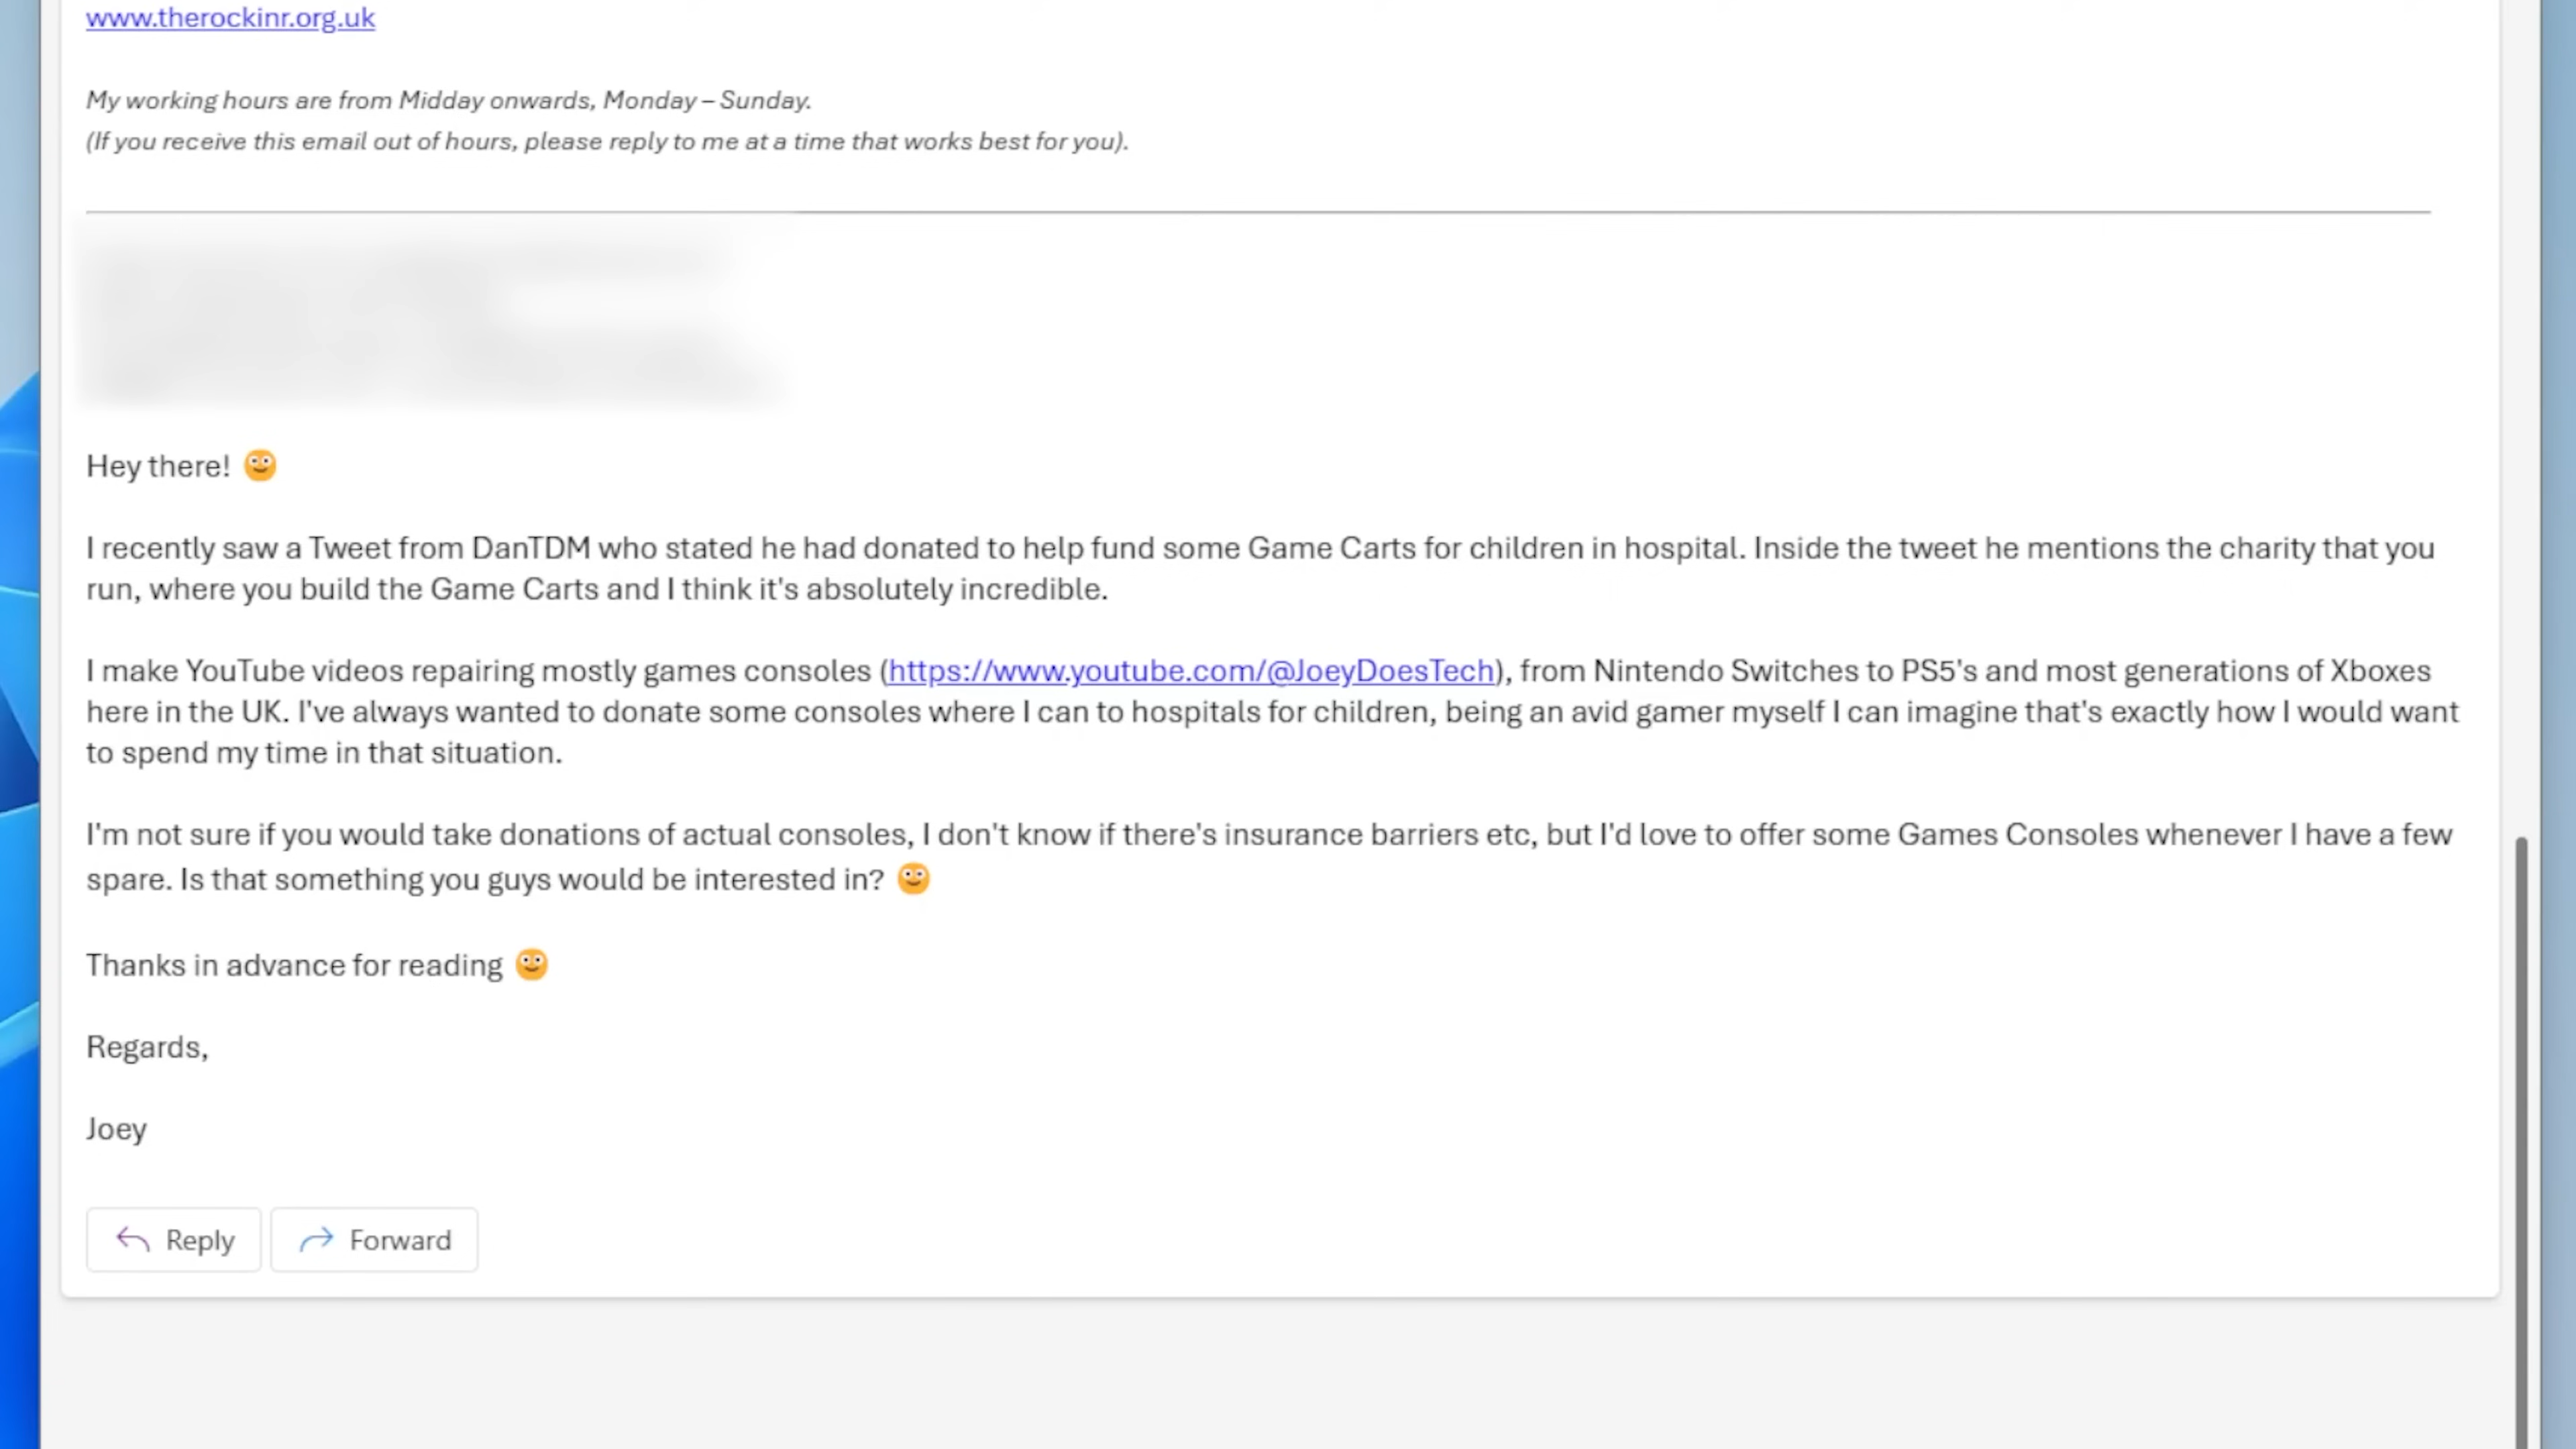 www.therockinr.org.uk
My working hours are from Midday onwards, Monday – Sunday.
(If you receive this email out of hours, please reply to me at a time that works best for you).
Hey there! 🙂
I recently saw a Tweet from DanTDM who stated he had donated to help fund some Game Carts for children in hospital. Inside the tweet he mentions the charity that you
run, where you build the Game Carts and I think it's absolutely incredible.
I make YouTube videos repairing mostly games consoles (https://www.youtube.com/@JoeyDoesTech), from Nintendo Switches to PS5's and most generations of Xboxes
here in the UK. I've always wanted to donate some consoles where I can to hospitals for children, being an avid gamer myself I can imagine that's exactly how I would want
to spend my time in that situation.
I'm not sure if you would take donations of actual consoles, I don't know if there's insurance barriers etc, but I'd love to offer some Games Consoles whenever I have a few
spare. Is that something you guys would be interested in? 🙂
Thanks in advance for reading 🙂
Regards,
Joey
Reply
Forward